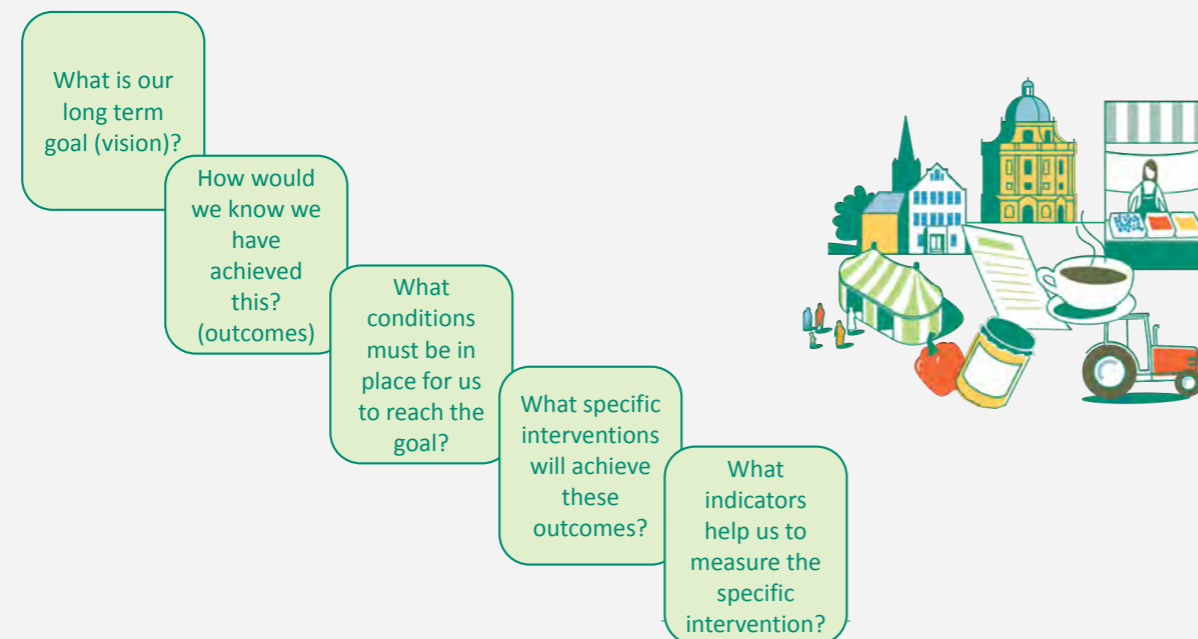 What is our
long term
goal (vision)?
How would
we know we
have
achieved
this?
(outcomes)
What
conditions
must be in
place for us
to reach the
goal?
What specific
interventions
will achieve
these
outcomes?
What
indicators
help us to
measure the
specific
intervention?